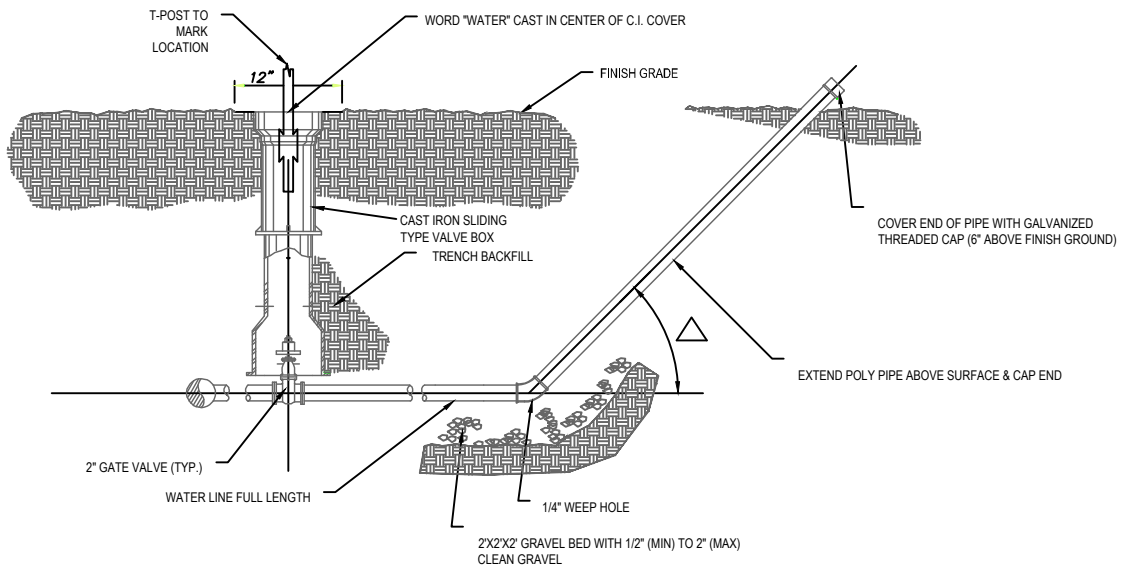 T-POST TO
MARK
LOCATION
WORD "WATER" CAST IN CENTER OF C.I. COVER
12"
FINISH GRADE
CAST IRON SLIDING
TYPE VALVE BOX
TRENCH BACKFILL
COVER END OF PIPE WITH GALVANIZED
THREADED CAP (6" ABOVE FINISH GROUND)
EXTEND POLY PIPE ABOVE SURFACE & CAP END
2" GATE VALVE (TYP.)
WATER LINE FULL LENGTH
1/4" WEEP HOLE
2'X2'X2' GRAVEL BED WITH 1/2" (MIN) TO 2" (MAX)
CLEAN GRAVEL